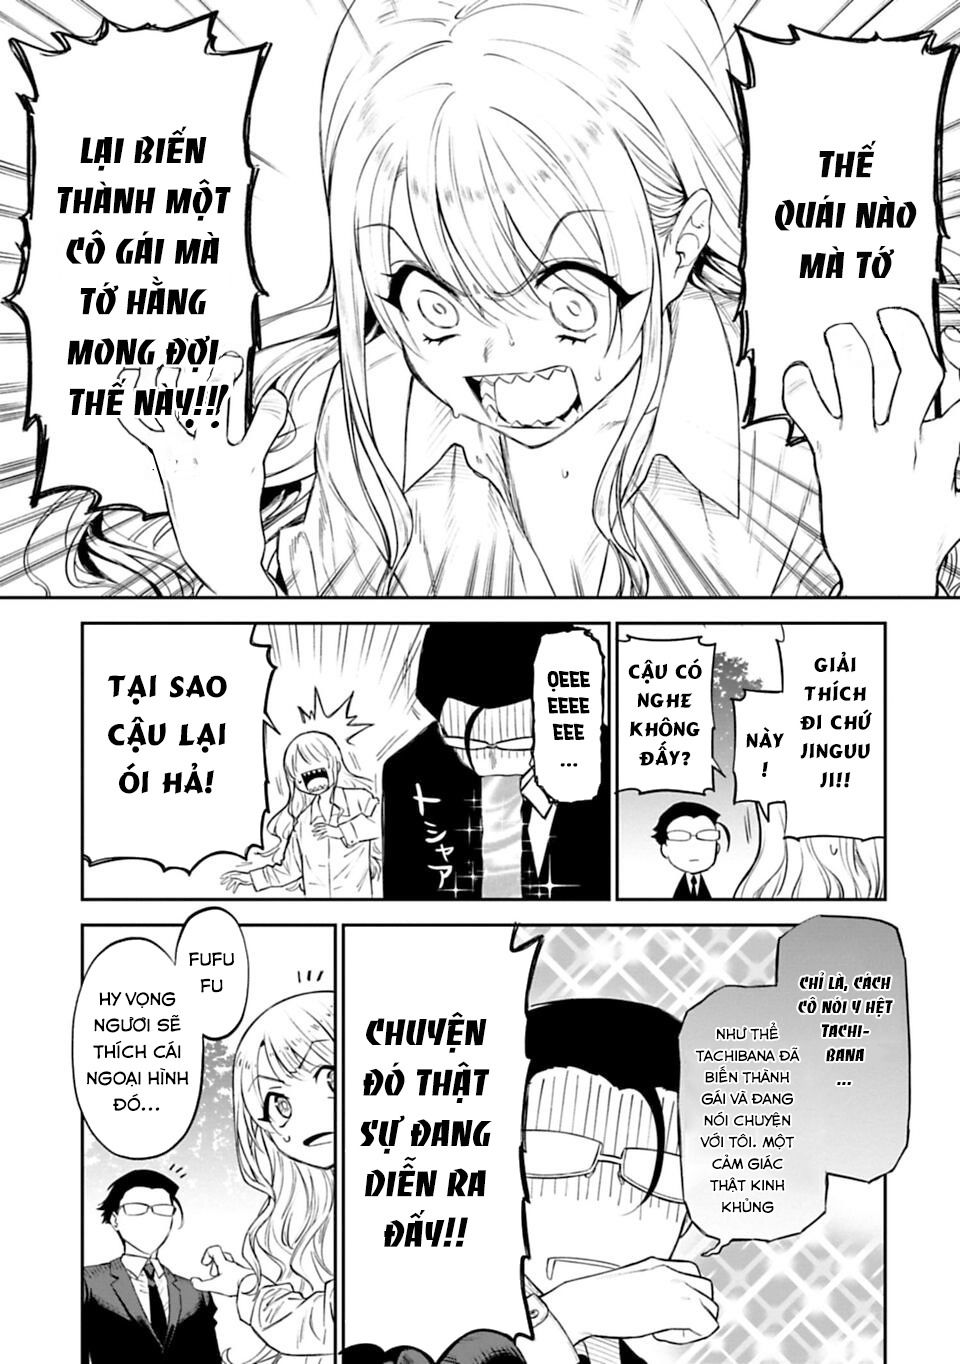 THẾ
QUÁI NÀO
MÀ TỚ
LẠI BIẾN
THÀNH MỘT
CÔ GÁI MÀ
TỚ HẰNG
MONG ĐỢI
THẾ NÀY!!!
GIẢI
THÍCH
ĐI CHỨ
JINGUU
JI!!
NÀY
!
CẬU CÓ
NGHE
KHÔNG
ĐẤY?
ỌEEE
EEEEE
EEE
...
トシャア
TẠI SAO
CẬU LẠI
ÓI HẢ!
CHỈ LÀ, CÁCH
CÔ NÓI Y HỆT
TACHI-
BANA
...
NHƯ THỂ
TACHIBANA ĐÃ
BIẾN THÀNH
GÁI VÀ ĐANG
NÓI CHUYỆN
VỚI TÔI. MỘT
CẢM GIÁC
THẬT KINH
KHỦNG
CHUYỆN
ĐÓ THẬT
SỰ ĐANG
DIỄN RA
ĐẤY!!
FUFU
FU
HY VỌNG
NGƯƠI SẼ
THÍCH CÁI
NGOẠI HÌNH
ĐÓ...